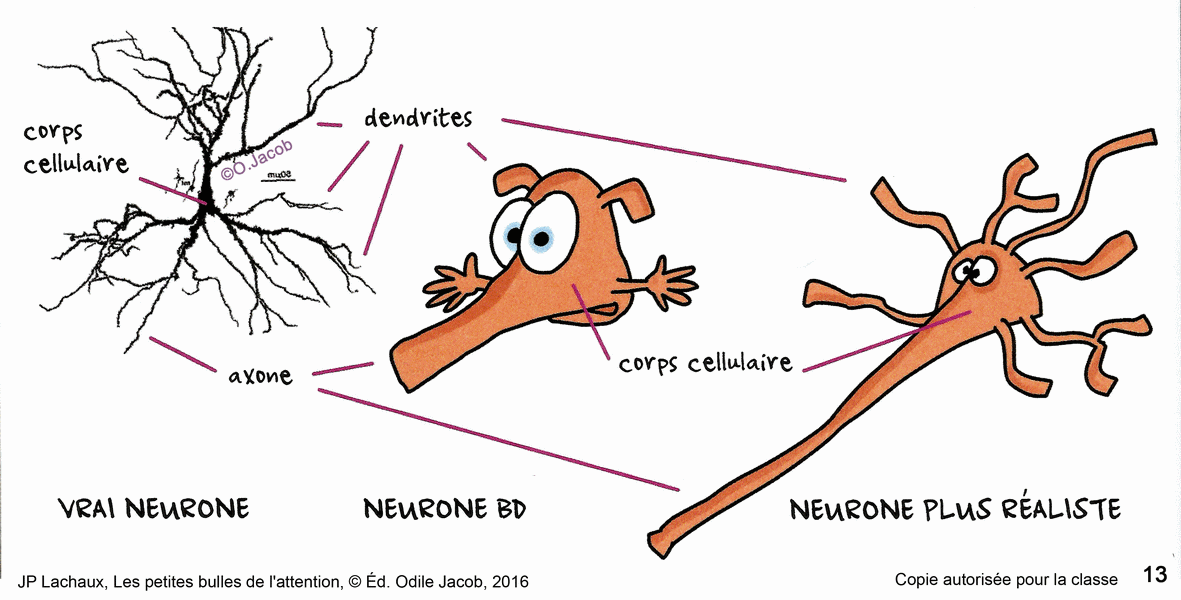 corps
cellulaire
dendrites
©O.Jacob
axone
corps cellulaire
VRAI NEURONE
NEURONE BD
NEURONE PLUS RÉALISTE
JP Lachaux, Les petites bulles de l'attention, © Éd. Odile Jacob, 2016
Copie autorisée pour la classe
13